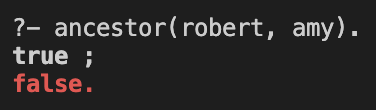 ?- ancestor(robert, amy).
true ;
false.